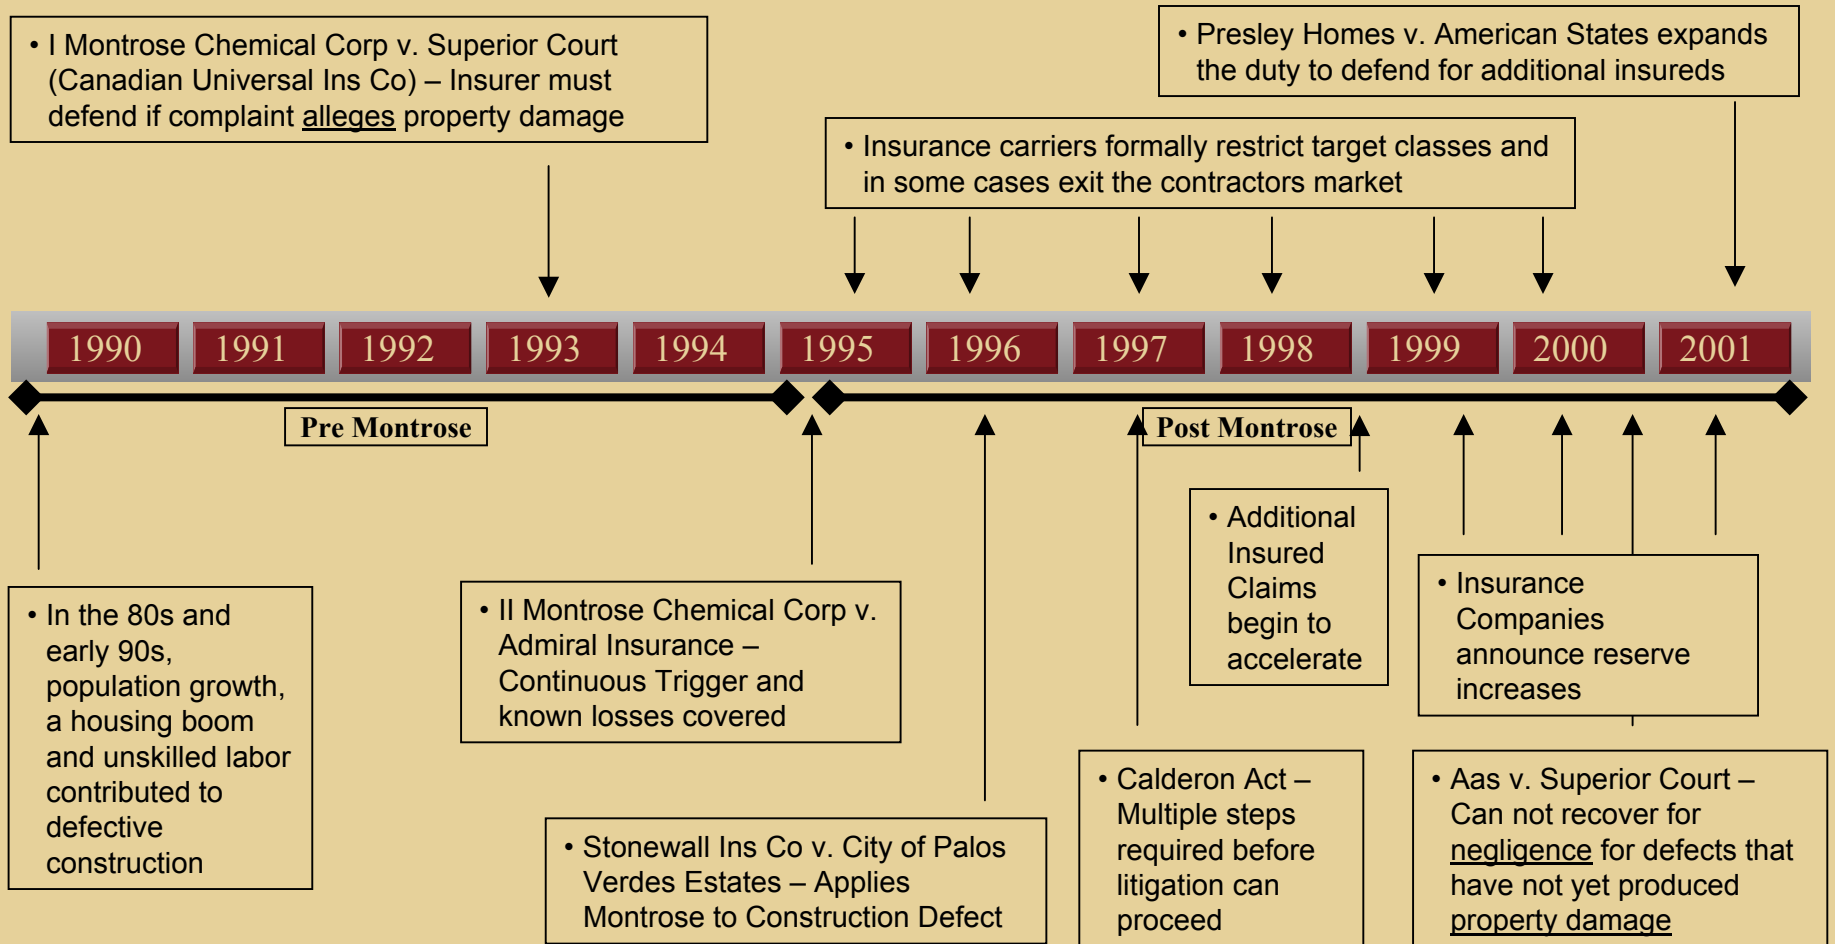 • I Montrose Chemical Corp v. Superior Court
(Canadian Universal Ins Co) – Insurer must
defend if complaint alleges property damage
• Presley Homes v. American States expands
the duty to defend for additional insureds
• Insurance carriers formally restrict target classes and
in some cases exit the contractors market
1990 1991 1992 1993 1994 1995 1996 1997 1998 1999 2000 2001
Pre Montrose
Post Montrose
• In the 80s and
early 90s,
population growth,
a housing boom
and unskilled labor
contributed to
defective
construction
• II Montrose Chemical Corp v.
Admiral Insurance –
Continuous Trigger and
known losses covered
• Stonewall Ins Co v. City of Palos
Verdes Estates – Applies
Montrose to Construction Defect
• Calderon Act –
Multiple steps
required before
litigation can
proceed
• Additional
Insured
Claims
begin to
accelerate
• Insurance
Companies
announce reserve
increases
• Aas v. Superior Court –
Can not recover for
negligence for defects that
have not yet produced
property damage